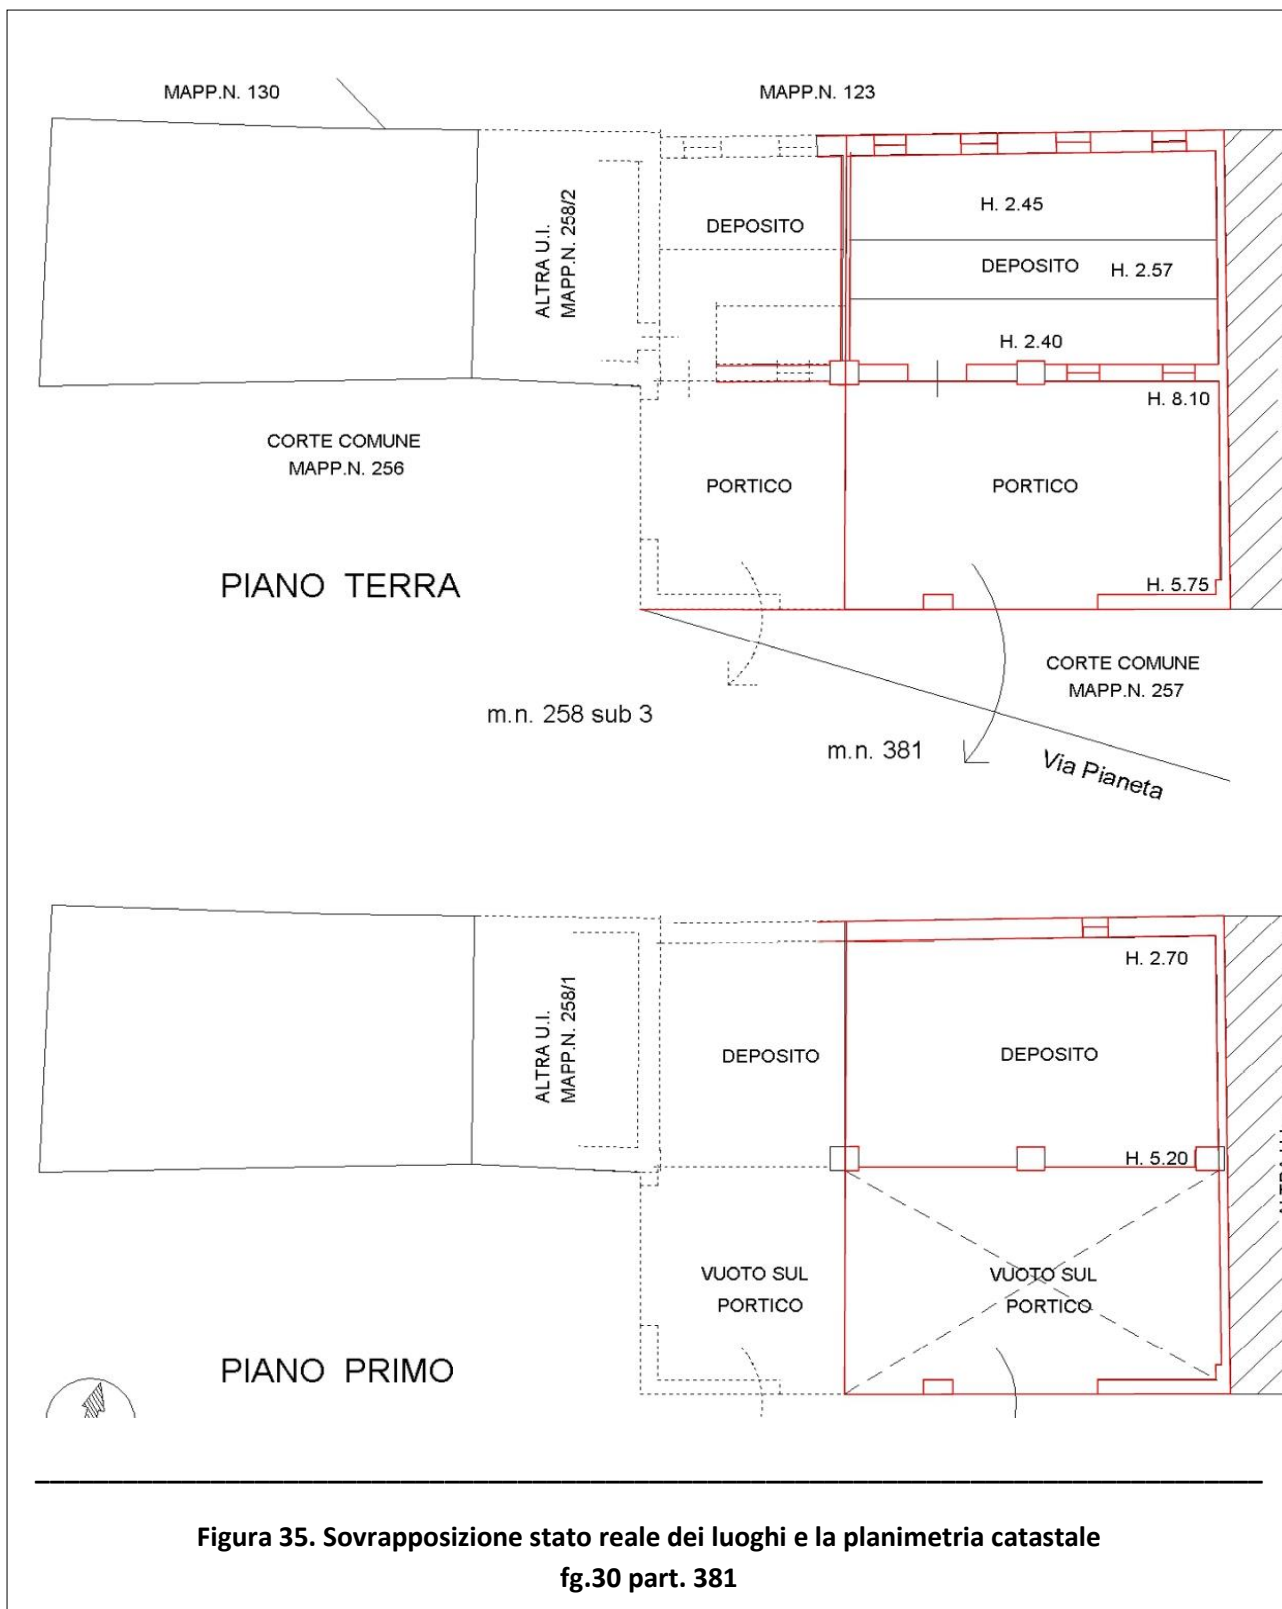 MAPP.N. 130
MAPP.N. 123
ALTRA U.I.
MAPP.N. 258/2
DEPOSITO
H. 2.45
DEPOSITO
H. 2.57
H. 2.40
H. 8.10
CORTE COMUNE
MAPP.N. 256
PORTICO
PORTICO
PIANO TERRA
H. 5.75
CORTE COMUNE
MAPP.N. 257
m.n. 258 sub 3
m.n. 381
Via Pianeta
ALTRA U.I.
MAPP.N. 258/1
DEPOSITO
H. 2.70
DEPOSITO
H. 5.20
VUOTO SUL
PORTICO
VUOTO SUL
PORTICO
PIANO PRIMO
Figura 35. Sovrapposizione stato reale dei luoghi e la planimetria catastale
fg.30 part. 381